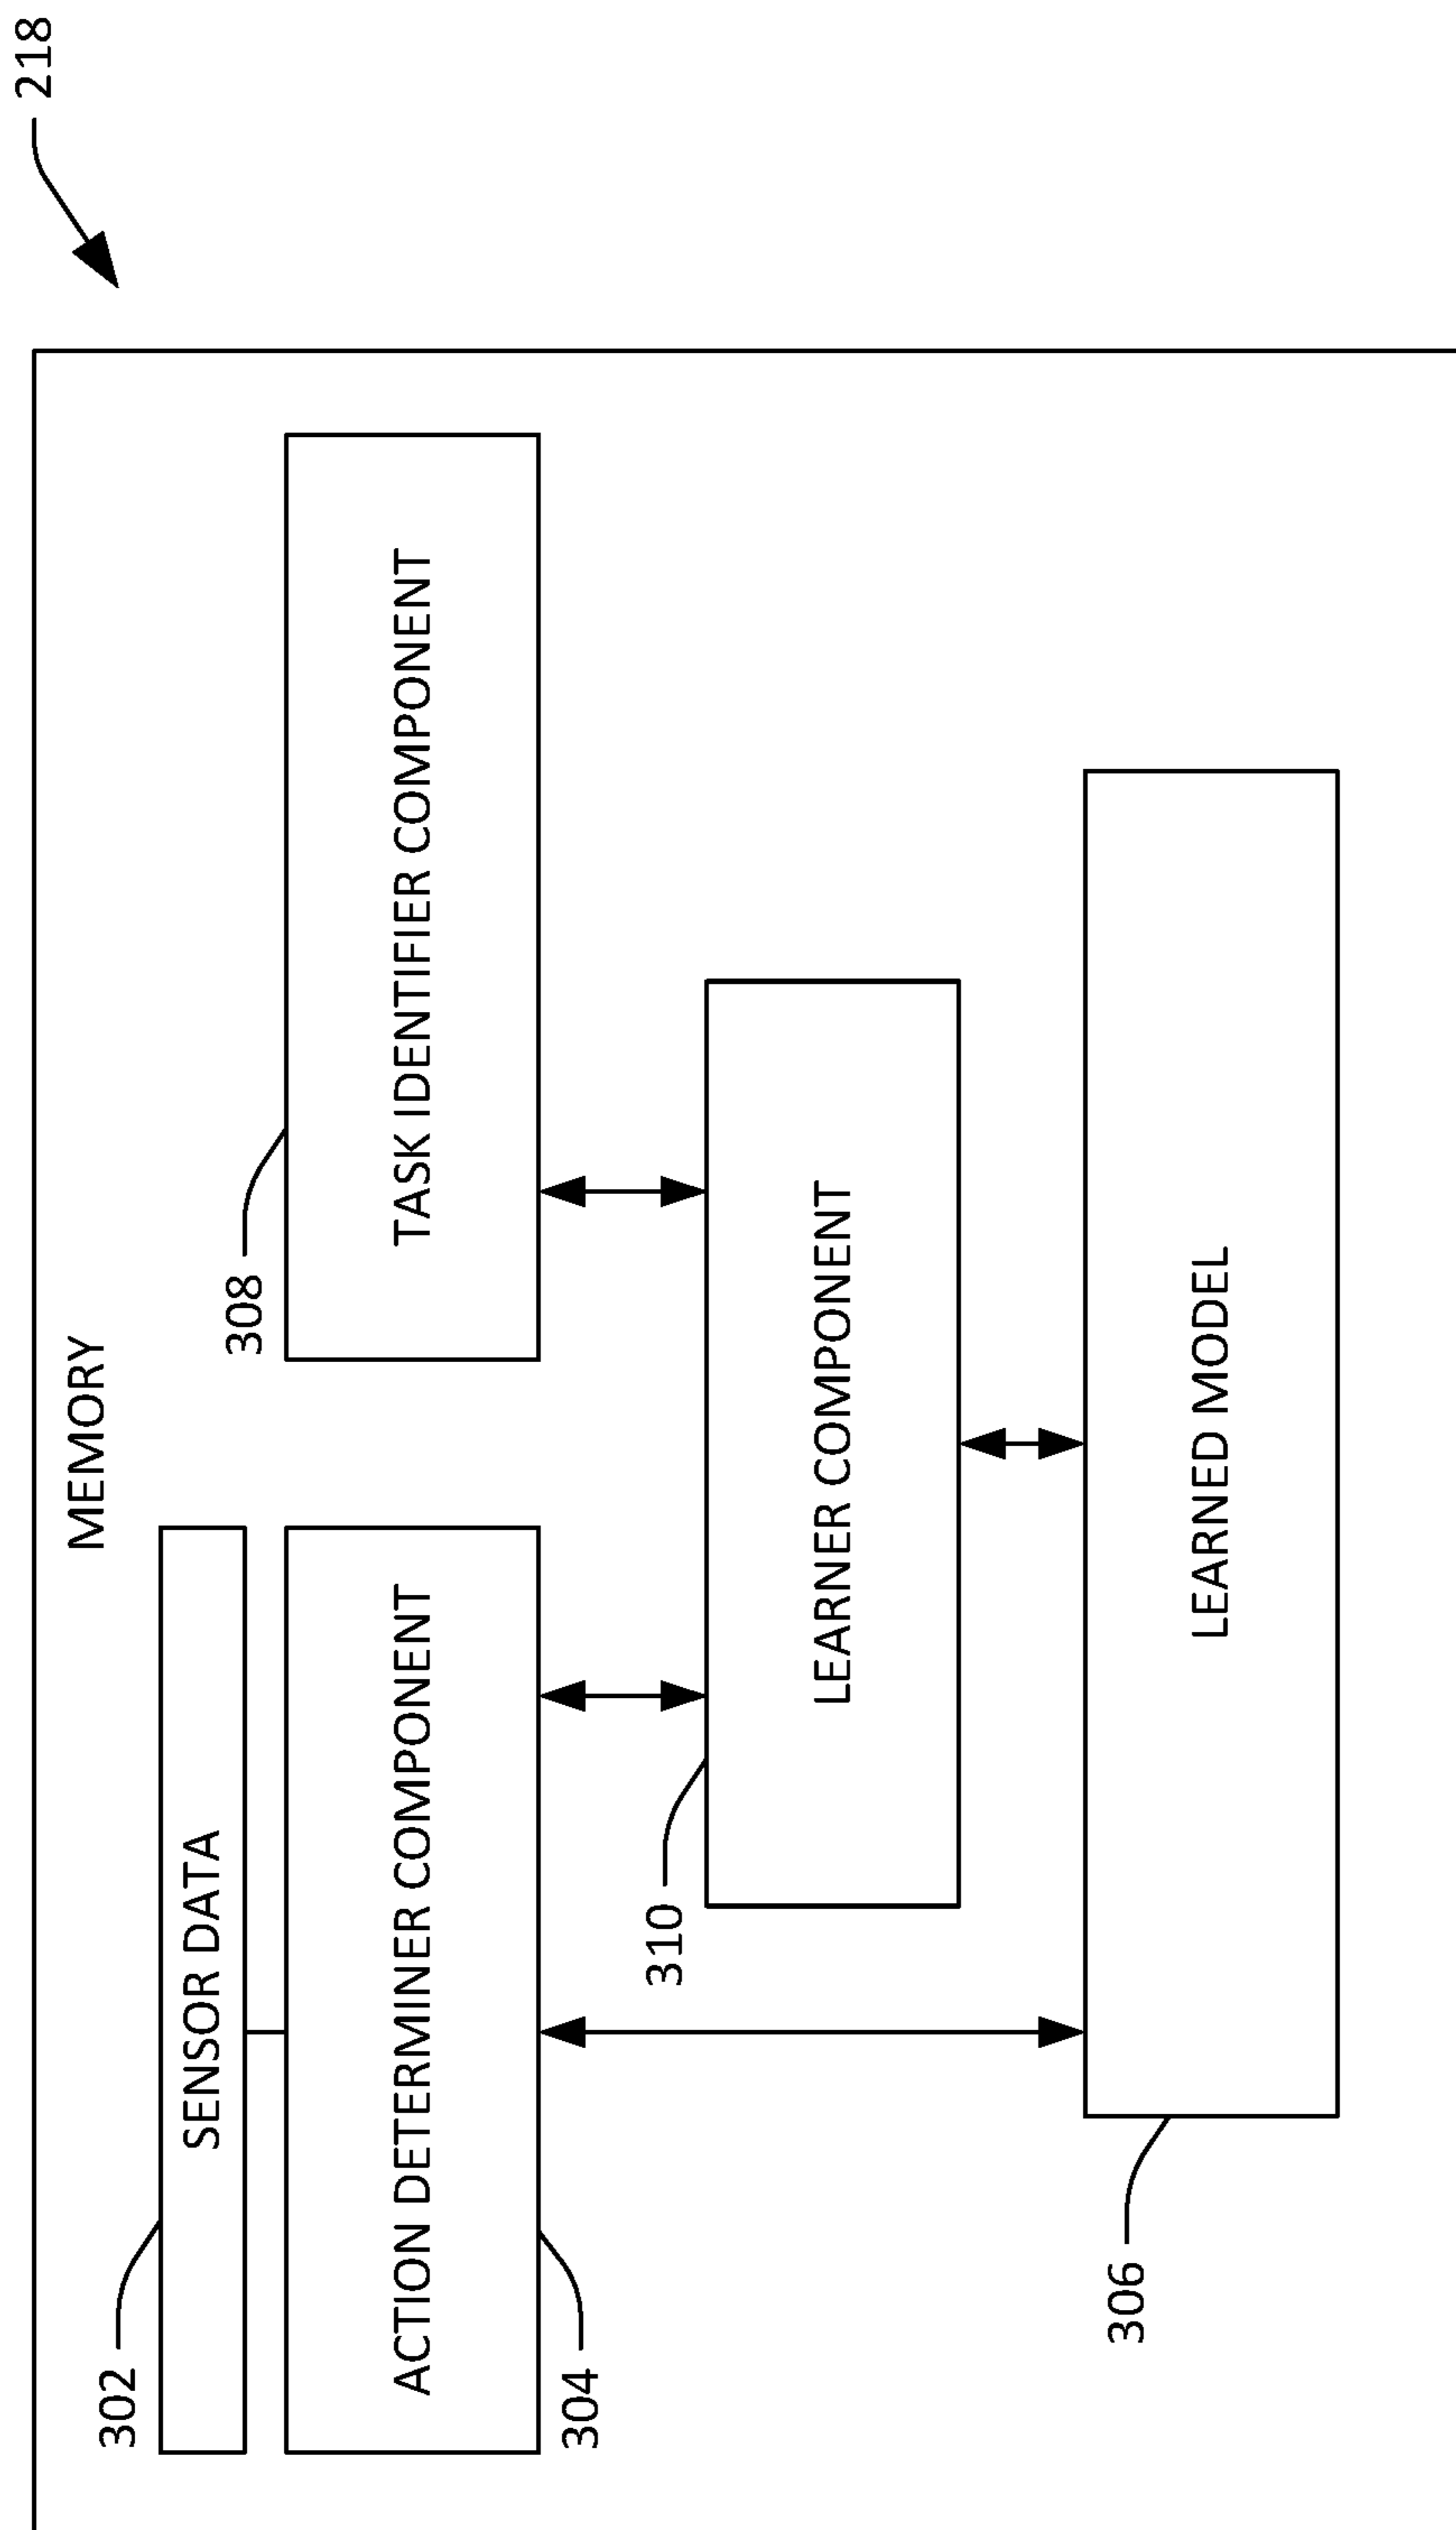 218
MEMORY
302
SENSOR DATA
308
ACTION DETERMINER COMPONENT
TASK IDENTIFIER COMPONENT
304
310
LEARNER COMPONENT
306
LEARNED MODEL